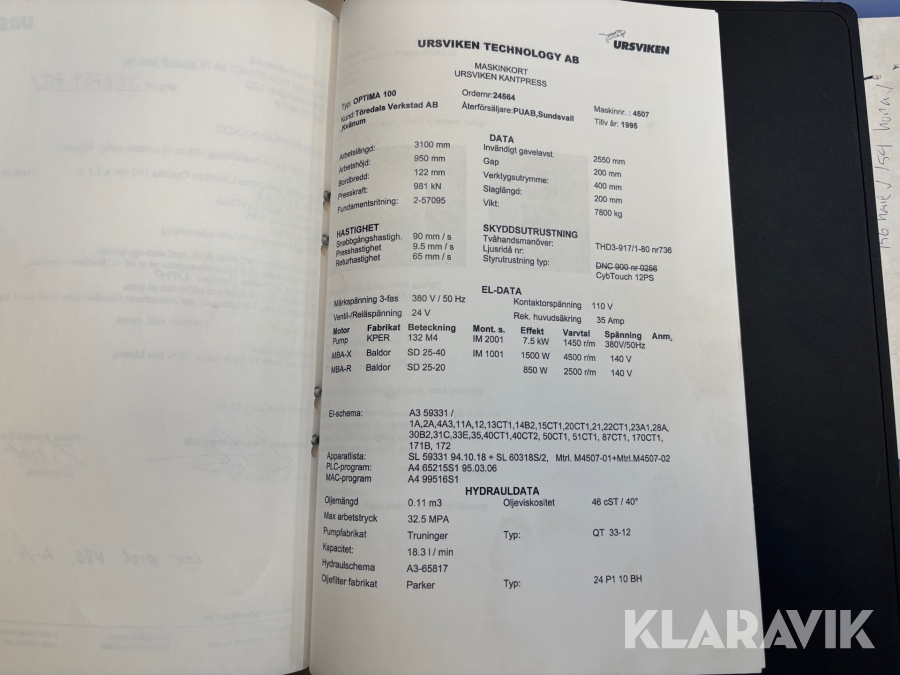 URSVIKEN
URSVIKEN TECHNOLOGY AB
MASKINKORT
URSVIKEN KANTPRESS
Typ: OPTIMA 100
Ordernr:24564
Kund:Töredals Verkstad AB
,Kvänum
Återförsäljare:PUAB,Sundsvall
Maskinnr. : 4507
Tillv år: 1995
DATA
Arbetslängd: 3100 mm Invändigt gavelavst. 2550 mm
Arbetshöjd: 950 mm Gap 200 mm
Bordbredd: 122 mm Verktygsutrymme: 400 mm
Presskraft: 981 kN Slaglängd: 200 mm
Fundamentsritning: 2-57095 Vikt: 7800 kg
HASTIGHET SKYDDSUTRUSTNING
Snabbgångshastigh. 90 mm / s Tvåhandsmanöver: THD3-917/1-80 nr736
Presshastighet 9.5 mm / s Ljusridå nr:
Returhastighet 65 mm / s Styrutrustning typ: DNC 900 nr 0256
CybTouch 12PS
EL-DATA
Märkspänning 3-fas 380 V / 50 Hz Kontaktorspänning 110 V
Ventil-/Reläspänning 24 V Rek. huvudsäkring 35 Amp
Motor Fabrikat Beteckning Mont. s. Effekt Varvtal Spänning Anm.
Pump KPER 132 M4 IM 2001 7.5 kW 1450 r/m 380V/50Hz
MBA-X Baldor SD 25-40 IM 1001 1500 W 4500 r/m 140 V
MBA-R Baldor SD 25-20 850 W 2500 r/m 140 V
El-schema: A3 59331 /
1A,2A,4A3,11A,12,13CT1,14B2,15CT1,20CT1,21,22CT1,23A1,28A,
30B2,31C,33E,35,40CT1,40CT2, 50CT1, 51CT1, 87CT1, 170CT1,
171B, 172
Apparatlista: SL 59331 94.10.18 + SL 60318S/2, Mtrl. M4507-01+Mtrl.M4507-02
PLC-program: A4 65215S1 95.03.06
MAC-program A4 99516S1
HYDRAULDATA
Oljemängd 0.11 m3 Oljeviskositet 46 cST / 40°
Max arbetstryck 32.5 MPA
Pumpfabrikat Truninger Typ: QT 33-12
Kapacitet: 18.3 l / min
Hydraulschema A3-65817
Oljefilter fabrikat Parker Typ: 24 P1 10 BH
KLARAVIK